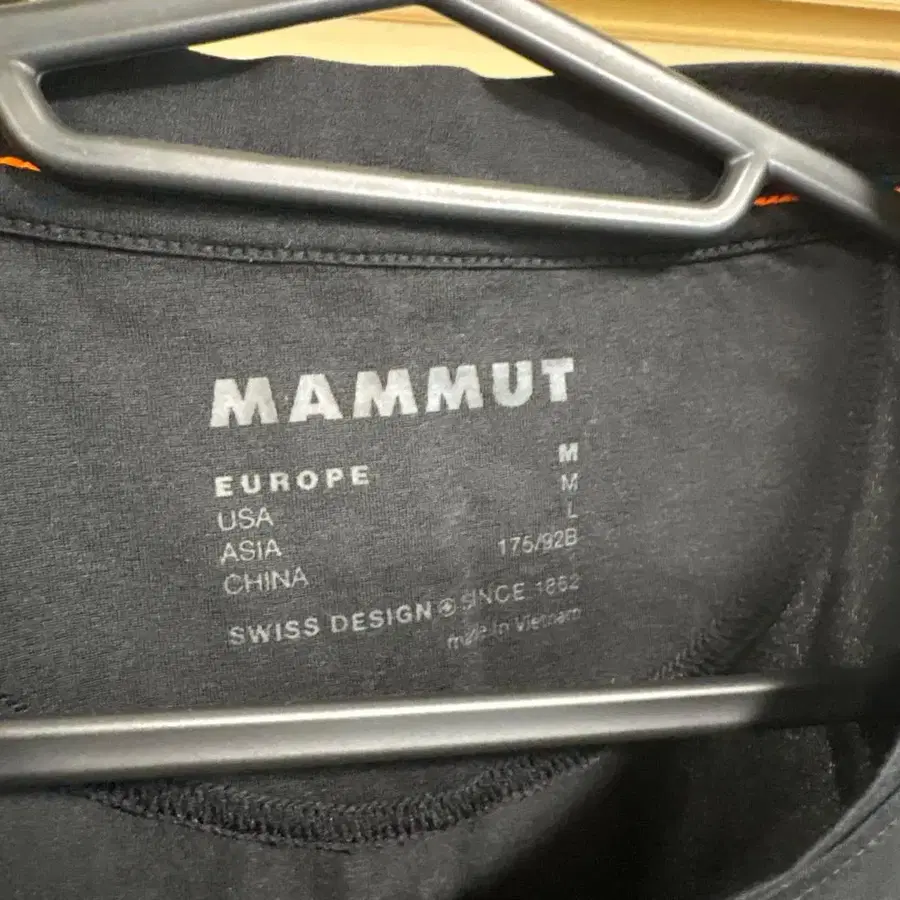 MAMMUT
EUROPE M
USA M
ASIA L
CHINA 175/92B
SWISS DESIGN SINCE 1862
made in Vietnam